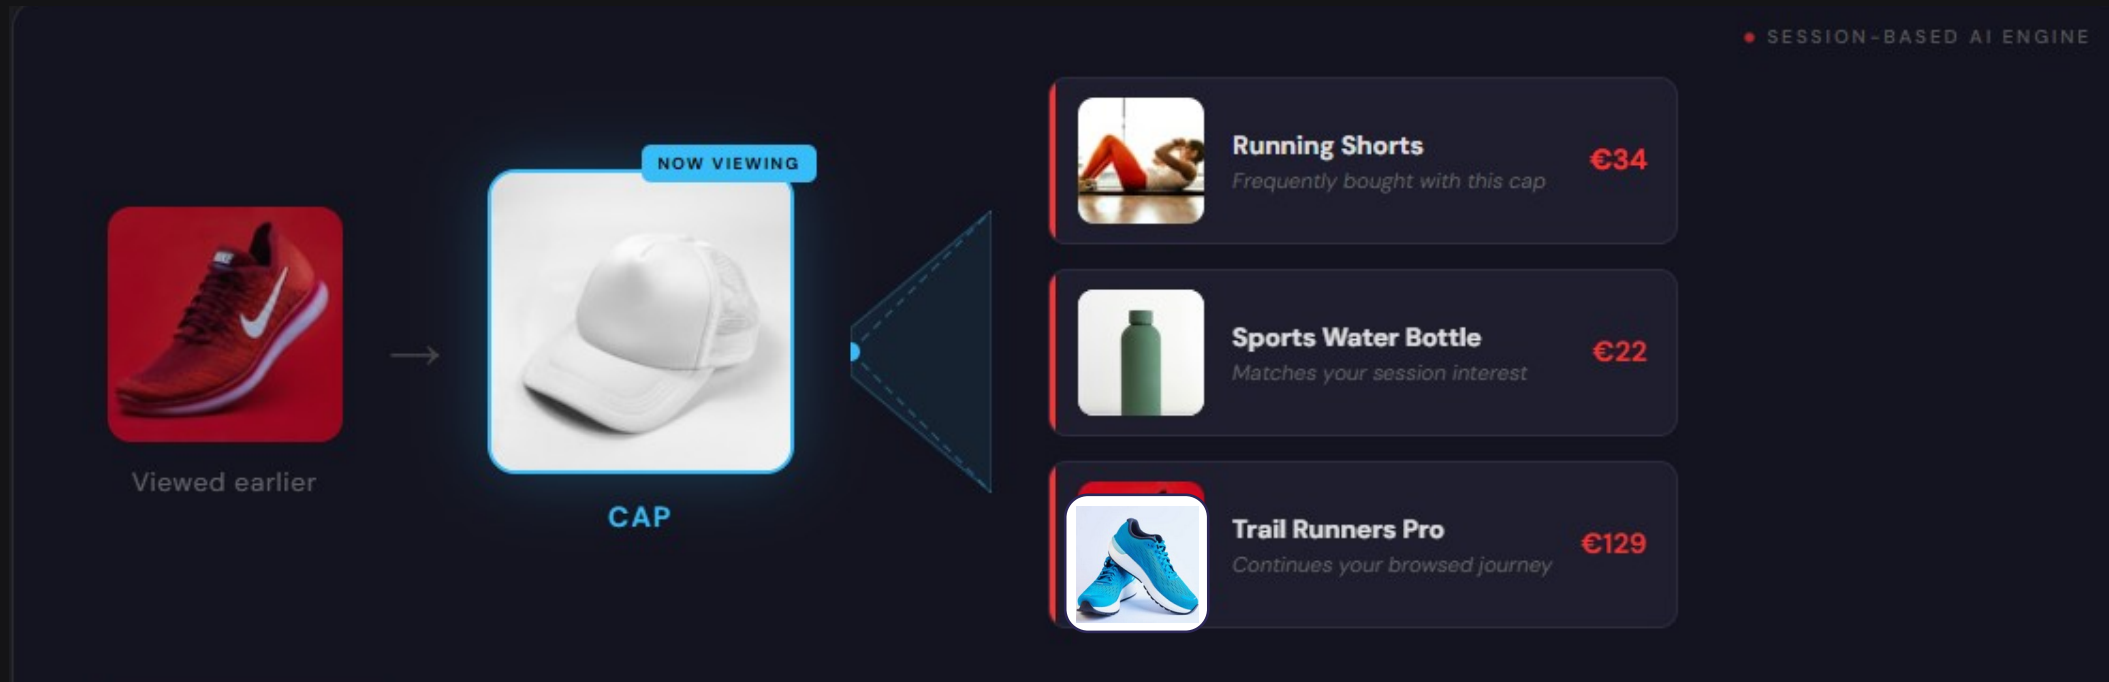 SESSION-BASED AI ENGINE
NOW VIEWING
NIKE
Viewed earlier
CAP
Running Shorts
Frequently bought with this cap
€34
Sports Water Bottle
Matches your session interest
€22
Trail Runners Pro
Continues your browsed journey
€129